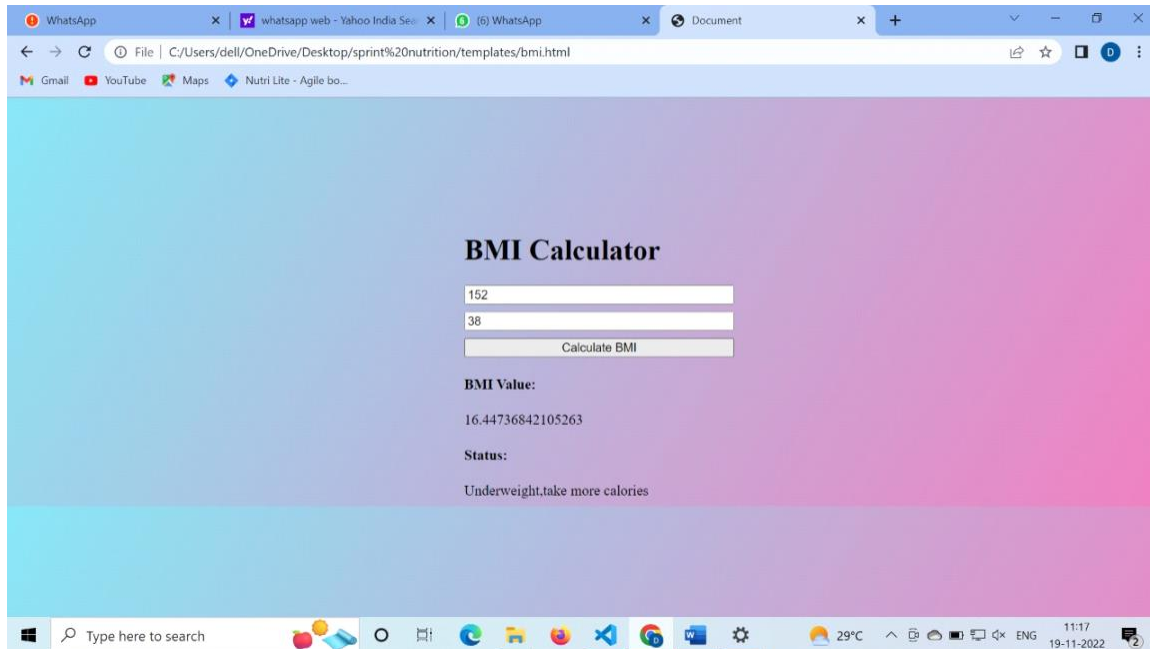 WhatsApp
whatsapp web - Yahoo India Sea
(6) WhatsApp
Document
File
C:/Users/dell/OneDrive/Desktop/sprint%20nutrition/templates/bmi.html
D
Gmail
YouTube
Maps
Nutri Lite - Agile bo...
BMI Calculator
152
38
Calculate BMI
BMI Value:
16.44736842105263
Status:
Underweight,take more calories
Type here to search
29°C
ENG
11:17
19-11-2022
2